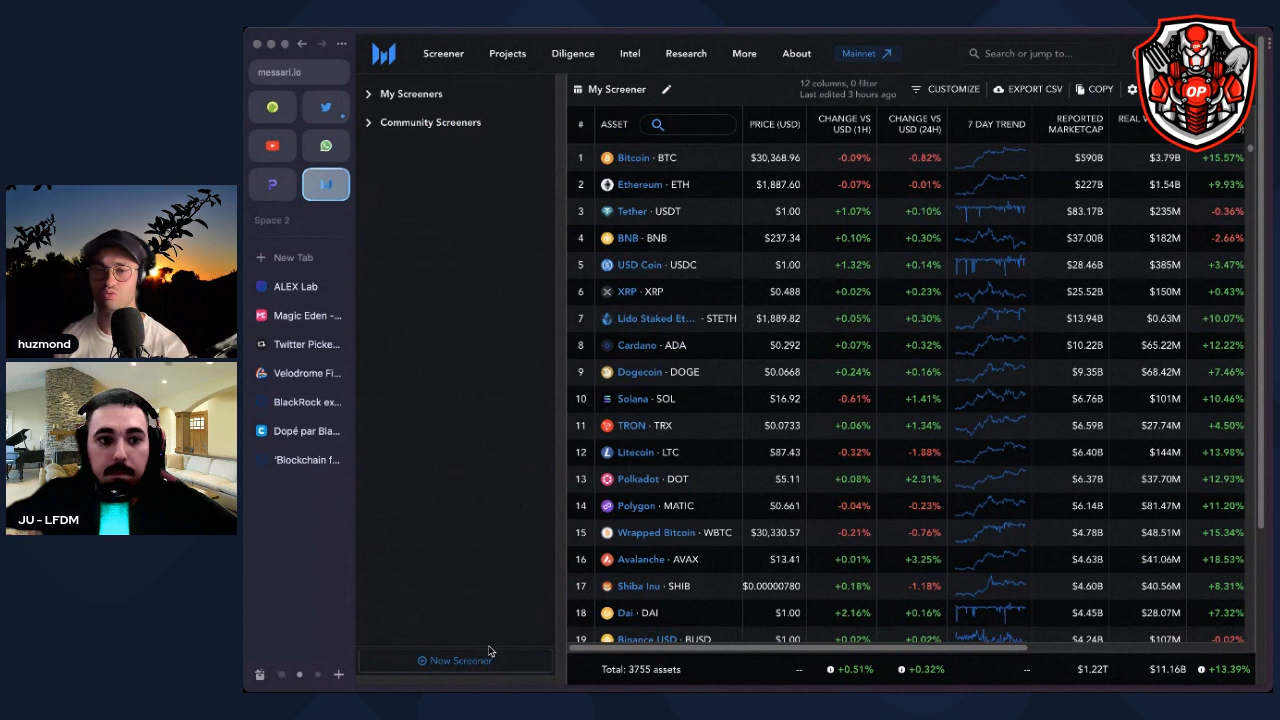 messari.io
Space 2
New Tab
ALEX Lab
Magic Eden -...
Twitter Picke...
Velodrome Fi...
BlackRock ex...
Dopé par Bla...
'Blockchain f...
Screener Projects Diligence Intel Research More About Mainnet Search or jump to...
OP
OP
My Screeners
Community Screeners
New Screener
My Screener 12 columns, 0 filter
Last edited 3 hours ago CUSTOMIZE EXPORT CSV COPY
# ASSET PRICE (USD) CHANGE VS USD (1H) CHANGE VS USD (24H) 7 DAY TREND REPORTED MARKETCAP REAL
1 Bitcoin · BTC $30,368.96 -0.09% -0.82% $590B $3.79B +15.57%
2 Ethereum · ETH $1,887.60 -0.07% -0.01% $227B $1.54B +9.93%
3 Tether · USDT $1.00 +1.07% +0.10% $83.17B $235M -0.36%
4 BNB · BNB $237.34 +0.10% +0.30% $37.00B $182M -2.66%
5 USD Coin · USDC $1.00 +1.32% +0.14% $28.46B $385M +3.47%
6 XRP · XRP $0.488 +0.02% +0.23% $25.52B $150M +0.43%
7 Lido Staked Et... · STETH $1,889.82 +0.05% +0.30% $13.94B $0.63M +10.07%
8 Cardano · ADA $0.292 +0.07% +0.32% $10.22B $65.22M +12.22%
9 Dogecoin · DOGE $0.0668 +0.24% +0.16% $9.35B $68.42M +7.46%
10 Solana · SOL $16.92 -0.61% +1.41% $6.76B $101M +10.46%
11 TRON · TRX $0.0733 +0.06% +1.34% $6.59B $27.74M +4.50%
12 Litecoin · LTC $87.43 -0.32% -1.88% $6.40B $144M +13.98%
13 Polkadot · DOT $5.11 +0.08% +2.31% $6.37B $37.70M +12.93%
14 Polygon · MATIC $0.661 -0.04% -0.23% $6.14B $81.47M +11.20%
15 Wrapped Bitcoin · WBTC $30,330.57 -0.21% -0.76% $4.78B $48.51M +15.34%
16 Avalanche · AVAX $13.41 +0.01% +3.25% $4.63B $41.06M +18.53%
17 Shiba Inu · SHIB $0.00000780 +0.18% -1.18% $4.60B $40.56M +8.31%
18 Dai · DAI $1.00 +2.16% +0.16% $4.45B $28.07M +7.32%
19 Binance USD · BUSD $1.00 +0.02% +0.02% $4.24B $107M -0.02%
Total: 3755 assets -- +0.51% +0.32% -- $1.22T $11.16B +13.39%
huzmond
JU - LFDM